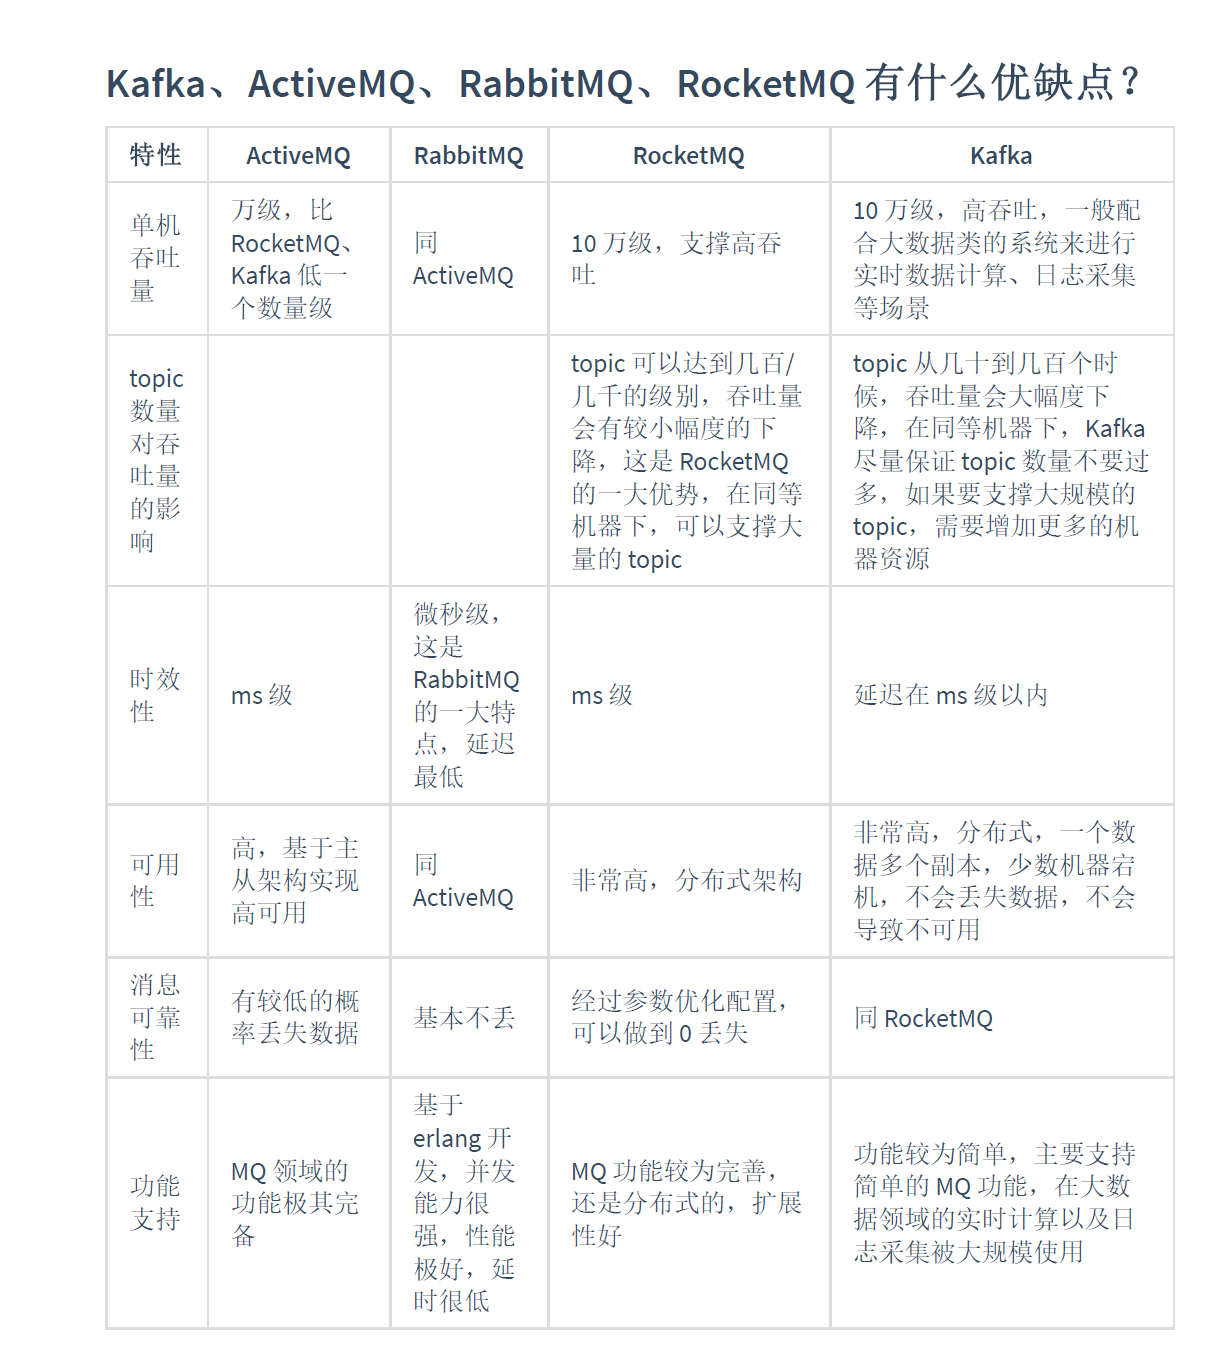 Kafka、ActiveMQ、RabbitMQ、RocketMQ 有什么优缺点?
特性
ActiveMQ
RabbitMQ
RocketMQ
Kafka
单机
吞吐
量
万级，比
RocketMQ、
Kafka 低一
个数量级
同
ActiveMQ
10 万级，支撑高吞
吐
10 万级，高吞吐，一般配
合大数据类的系统来进行
实时数据计算、日志采集
等场景
topic
数量
对吞
吐量
的影
响
topic 可以达到几百/
几千的级别，吞吐量
会有较小幅度的下
降，这是 RocketMQ
的一大优势，在同等
机器下，可以支撑大
量的 topic
topic 从几十到几百个时
候，吞吐量会大幅度下
降，在同等机器下，Kafka
尽量保证 topic 数量不要过
多，如果要支撑大规模的
topic，需要增加更多的机
器资源
时效
性
ms 级
微秒级，
这是
RabbitMQ
的一大特
点，延迟
最低
ms 级
延迟在 ms 级以内
可用
性
高，基于主
从架构实现
高可用
同
ActiveMQ
非常高，分布式架构
非常高，分布式，一个数
据多个副本，少数机器宕
机，不会丢失数据，不会
导致不可用
消息
可靠
性
有较低的概
率丢失数据
基本不丢
经过参数优化配置，
可以做到 0 丢失
同 RocketMQ
功能
支持
MQ 领域的
功能极其完
备
基于
erlang 开
发，并发
能力很
强，性能
极好，延
时很低
MQ 功能较为完善，
还是分布式的，扩展
性好
功能较为简单，主要支持
简单的 MQ 功能，在大数
据领域的实时计算以及日
志采集被大规模使用